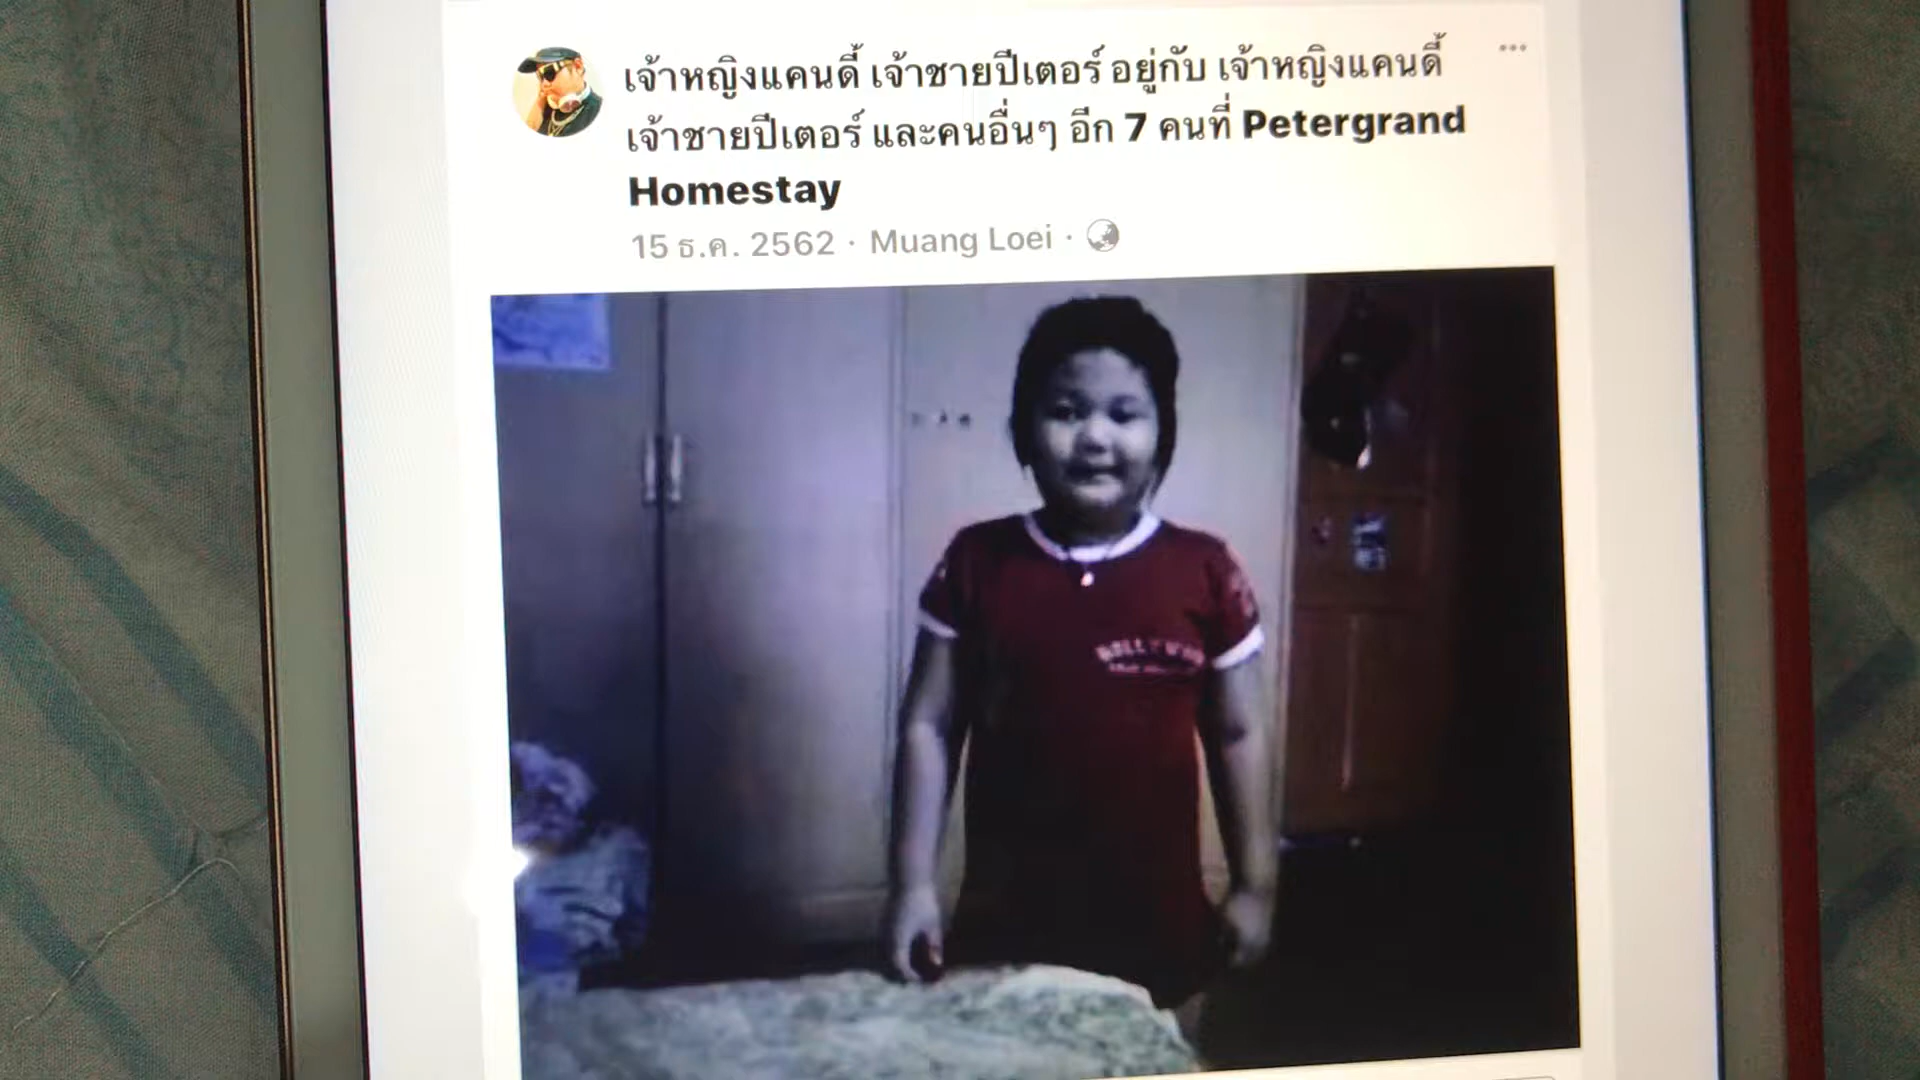 เจ้าหญิงแคนดี้ เจ้าชายปีเตอร์ อยู่กับ เจ้าหญิงแคนดี้
เจ้าชายปีเตอร์ และคนอื่นๆ อีก 7 คนที่ Petergrand
Homestay
15 ธ.ค. 2562 · Muang Loei ·